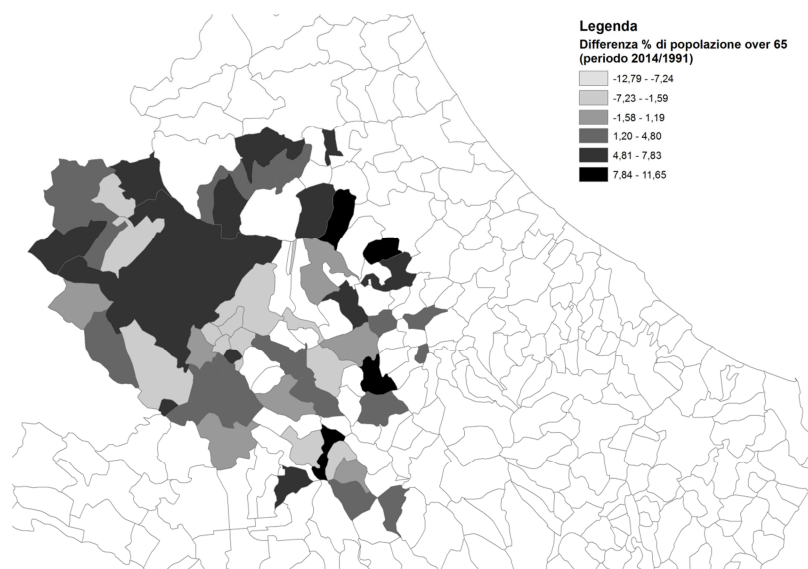 Legenda
Differenza % di popolazione over 65
(periodo 2014/1991)
-12,79 - -7,24
-7,23 - -1,59
-1,58 - 1,19
1,20 - 4,80
4,81 - 7,83
7,84 - 11,65